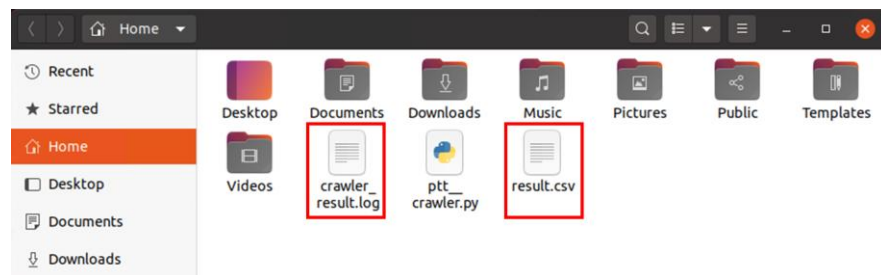 Home
Recent
Starred
Home
Desktop
Documents
Downloads
Desktop
Documents
Downloads
Music
Pictures
Public
Templates
Videos
crawler_
result.log
ptt__
crawler.py
result.csv